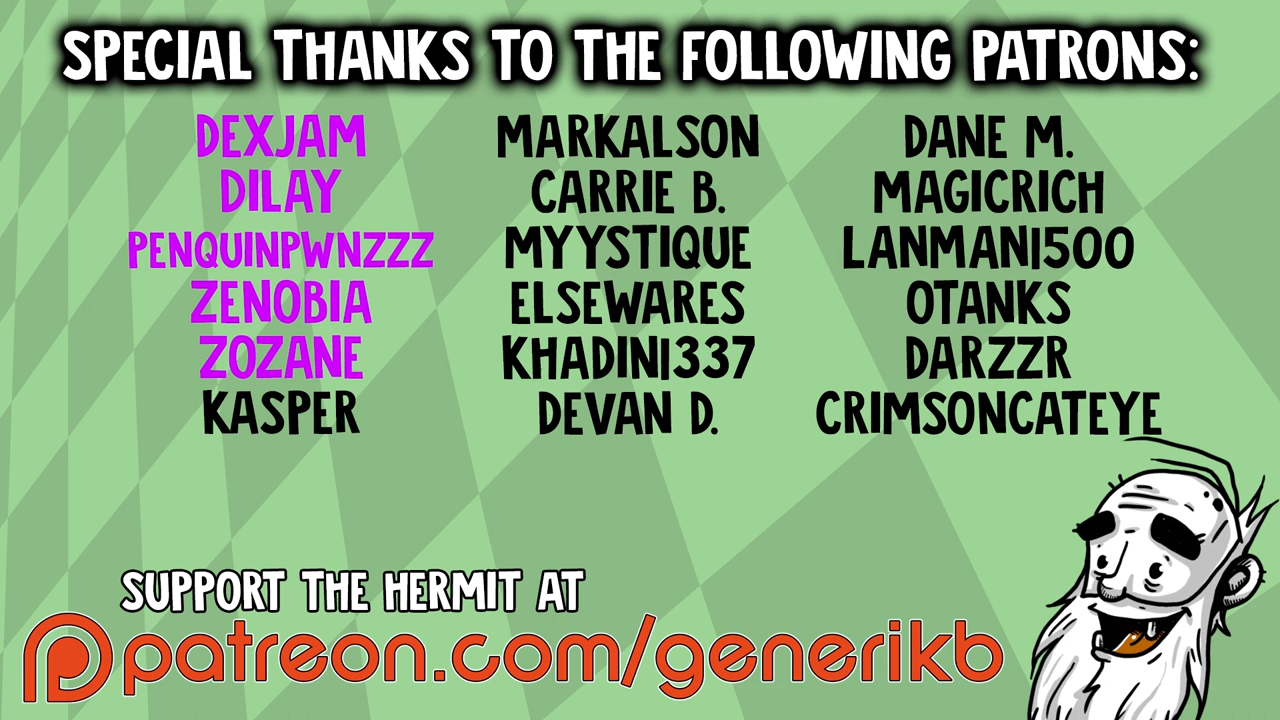 SPECIAL THANKS TO THE FOLLOWING PATRONS:
DEXJAM
DILAY
PENQUINPWNZZZ
ZENOBIA
ZOZANE
KASPER
MARKALSON
CARRIE B.
MYYSTIQUE
ELSEWARES
KHADIN1337
DEVAN D.
DANE M.
MAGICRICH
LANMAN1500
OTANKS
DARZZR
CRIMSONCATEYE
SUPPORT THE HERMIT AT
patreon.com/generikb